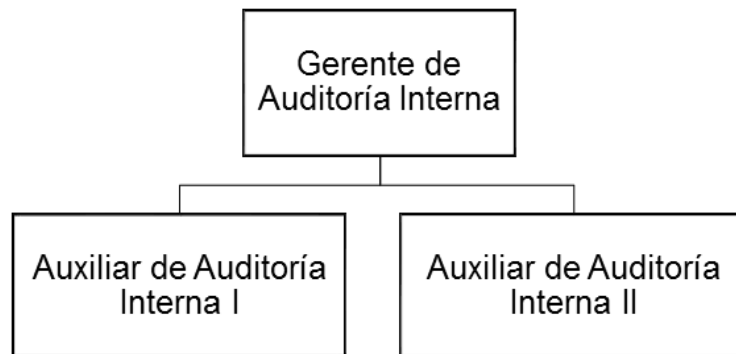 Gerente de
Auditoría Interna
Auxiliar de Auditoría
Interna I
Auxiliar de Auditoría
Interna II